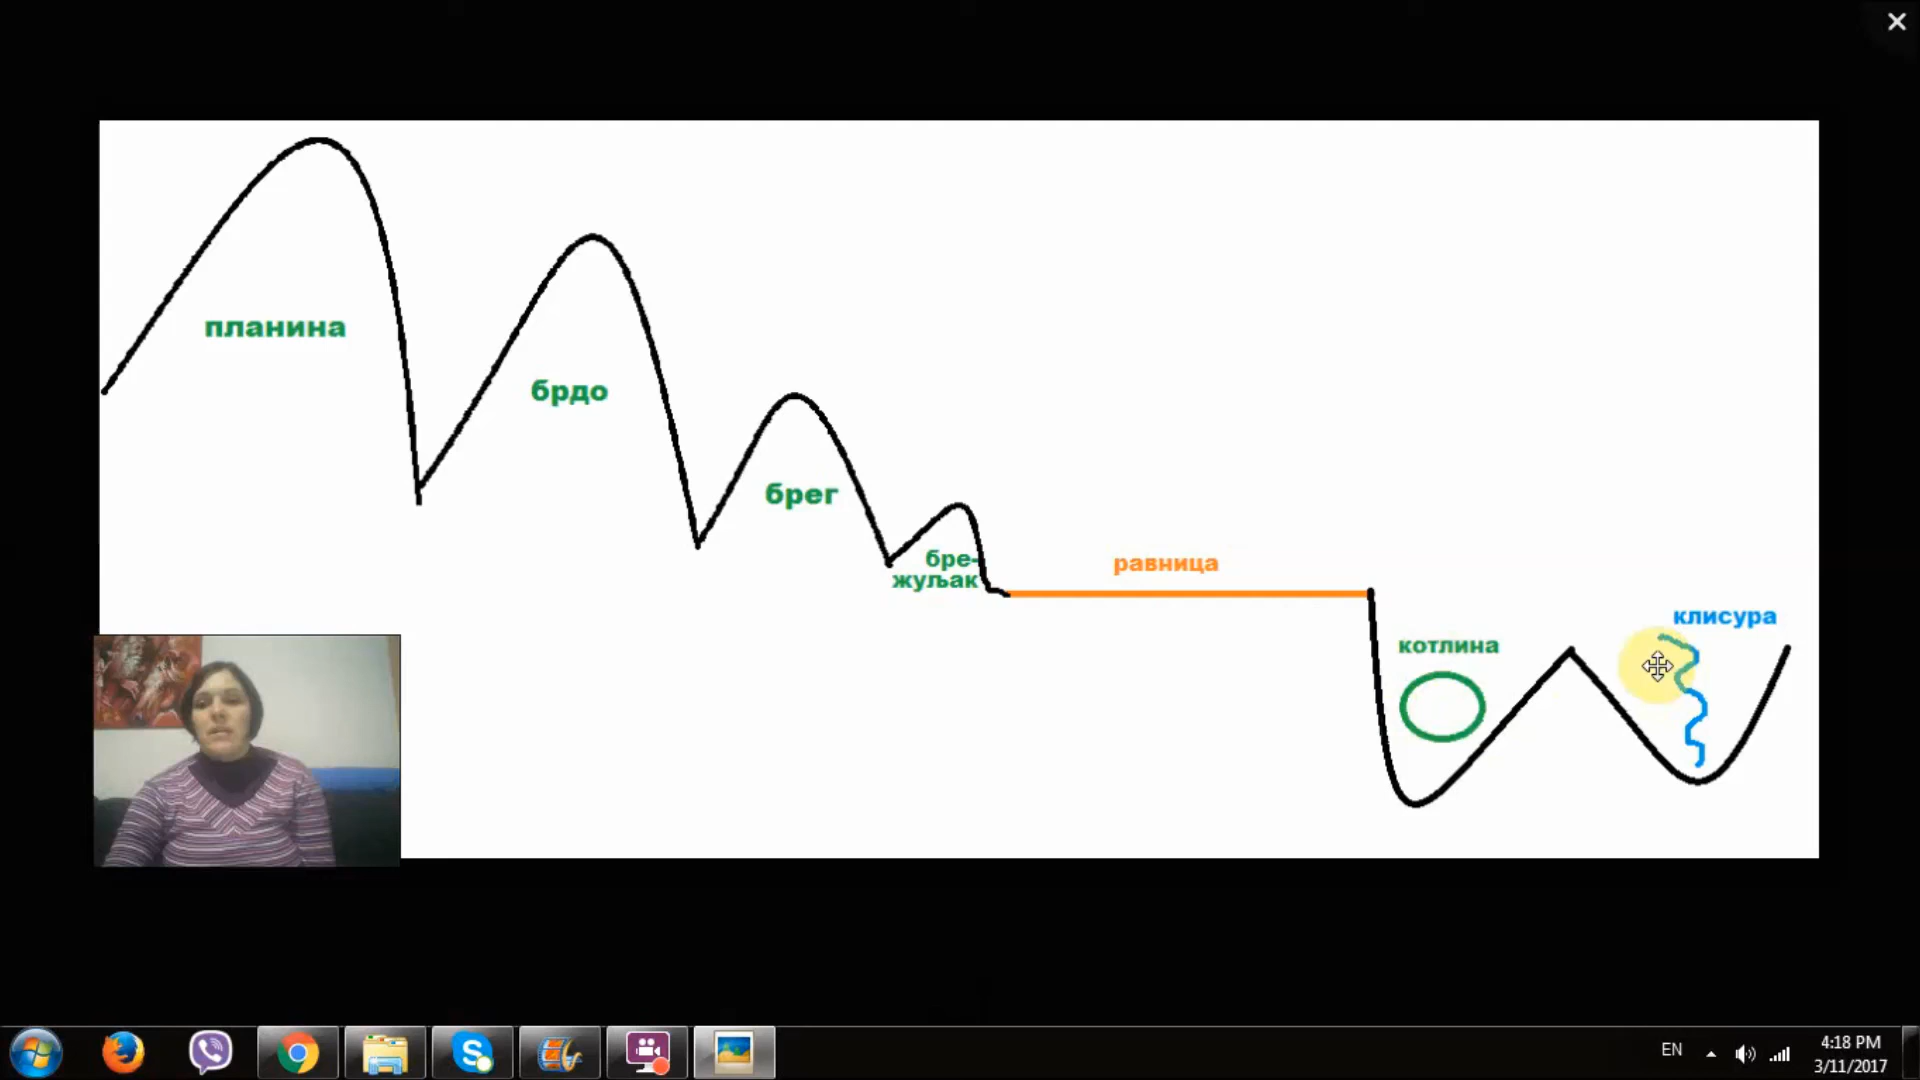 планина
брдо
брег
бре-
жуљак
равница
котлина
клисура
EN
4:18 PM
3/11/2017